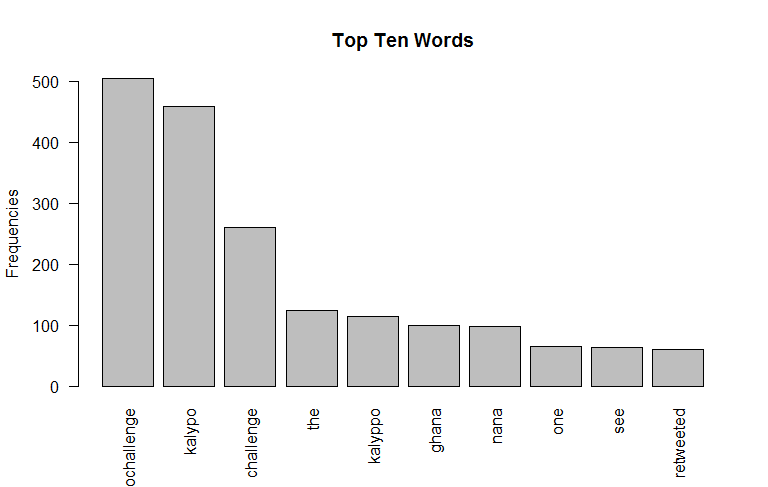 Top Ten Words
Frequencies
500
400
300
200
100
0
ochallenge
kalypo
challenge
the
kalyppo
ghana
nana
one
see
retweeted